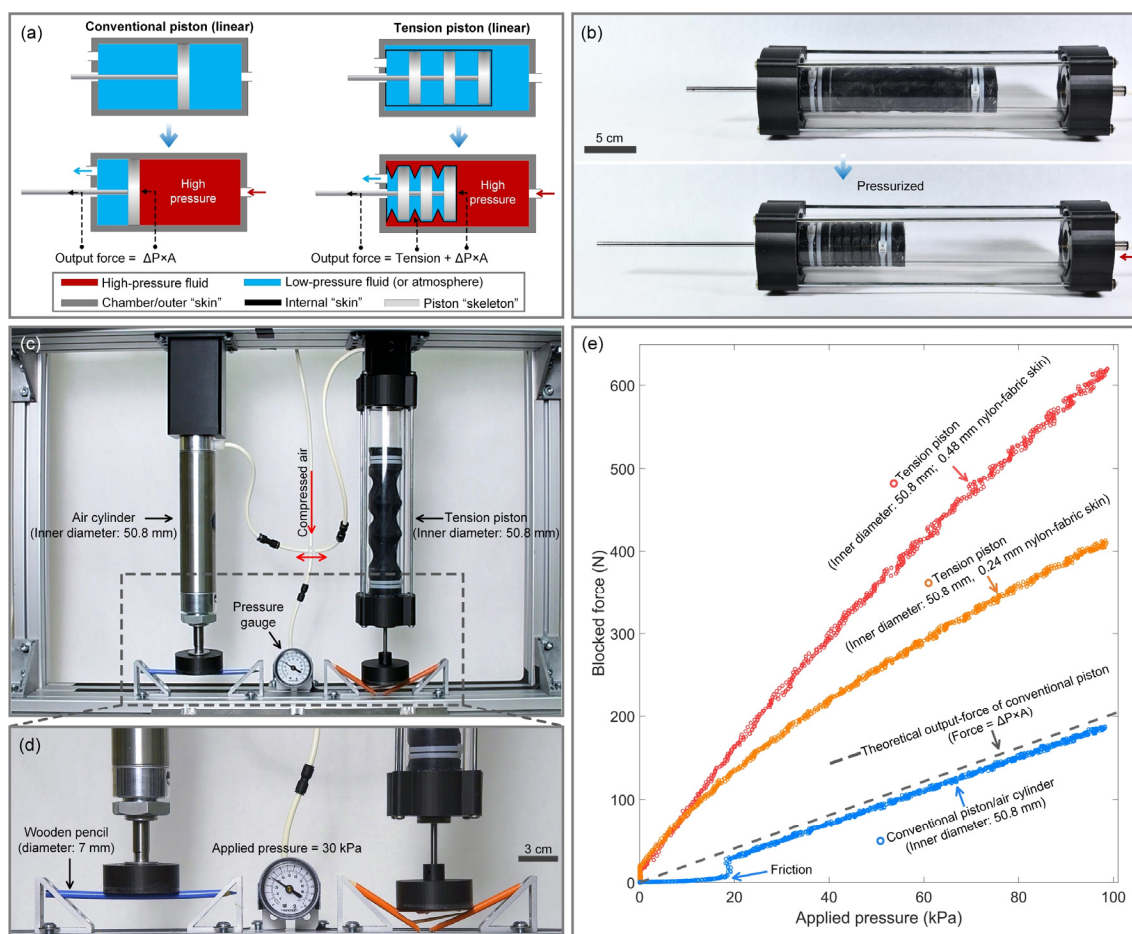 (a)
Conventional piston (linear)
Tension piston (linear)
High
pressure
High
pressure
Output force = ΔP×A
Output force = Tension + ΔP×A
High-pressure fluid
Low-pressure fluid (or atmosphere)
Chamber/outer “skin”
Internal “skin”
Piston “skeleton”
(b)
5 cm
Pressurized
(c)
Compressed air
Air cylinder
(Inner diameter: 50.8 mm)
Tension piston
(Inner diameter: 50.8 mm)
Pressure
gauge
(d)
Wooden pencil
(diameter: 7 mm)
Applied pressure = 30 kPa
3 cm
(e)
Blocked force (N)
600
500
400
300
200
100
0
Tension piston
(Inner diameter: 50.8 mm; 0.48 mm nylon-fabric skin)
Tension piston
(Inner diameter: 50.8 mm, 0.24 mm nylon-fabric skin)
Theoretical output-force of conventional piston
(Force = ΔP×A)
Conventional piston/air cylinder
(Inner diameter: 50.8 mm)
Friction
0 20 40 60 80 100
Applied pressure (kPa)